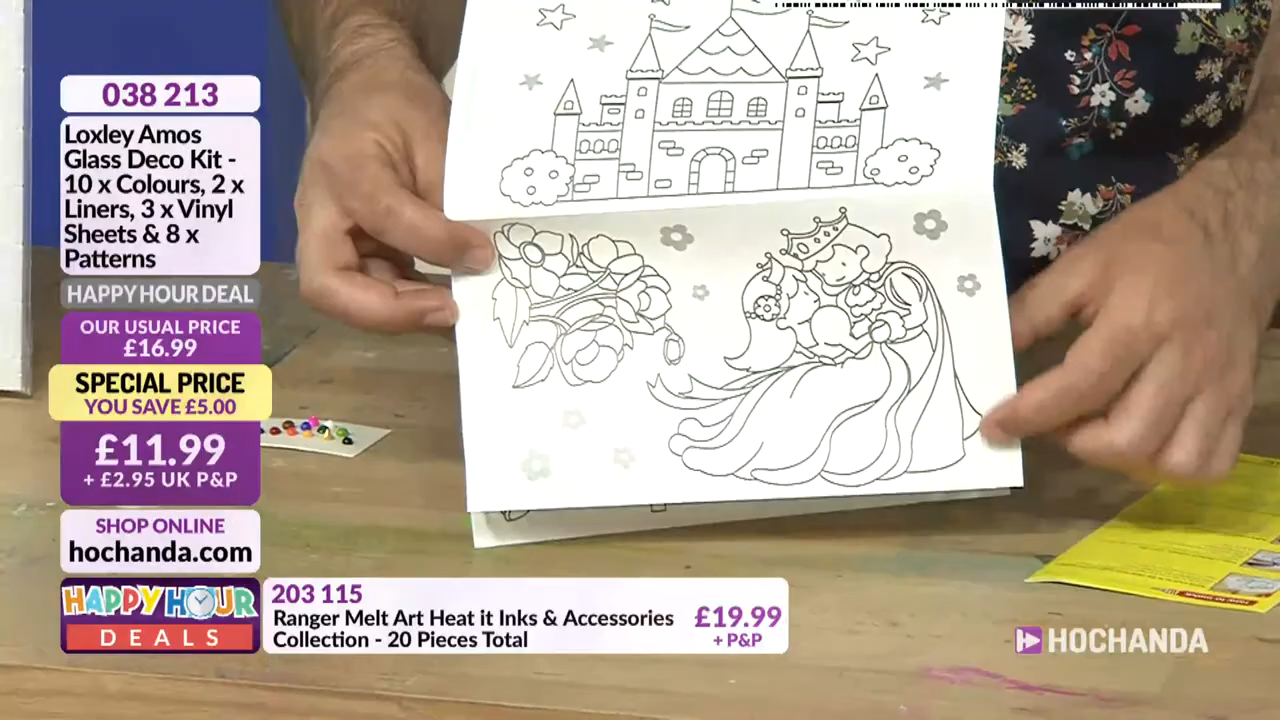 038 213
Loxley Amos
Glass Deco Kit -
10 x Colours, 2 x
Liners, 3 x Vinyl
Sheets & 8 x
Patterns
HAPPY HOUR DEAL
OUR USUAL PRICE
£16.99
SPECIAL PRICE
YOU SAVE £5.00
£11.99
+ £2.95 UK P&P
SHOP ONLINE
hochanda.com
HAPPY HOUR
DEALS
203 115
Ranger Melt Art Heat it Inks & Accessories
Collection - 20 Pieces Total
£19.99
+ P&P
HOCHANDA